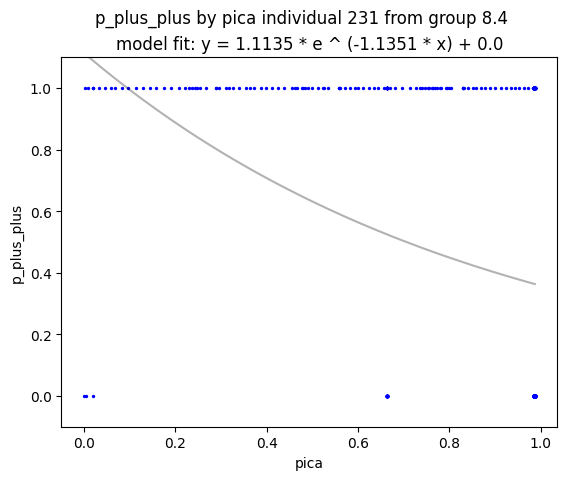 p_plus_plus by pica individual 231 from group 8.4
model fit: y = 1.1135 * e ^ (-1.1351 * x) + 0.0
1.0
0.8
0.6
0.4
0.2
0.0
p_plus_plus
0.0 0.2 0.4 0.6 0.8 1.0
pica